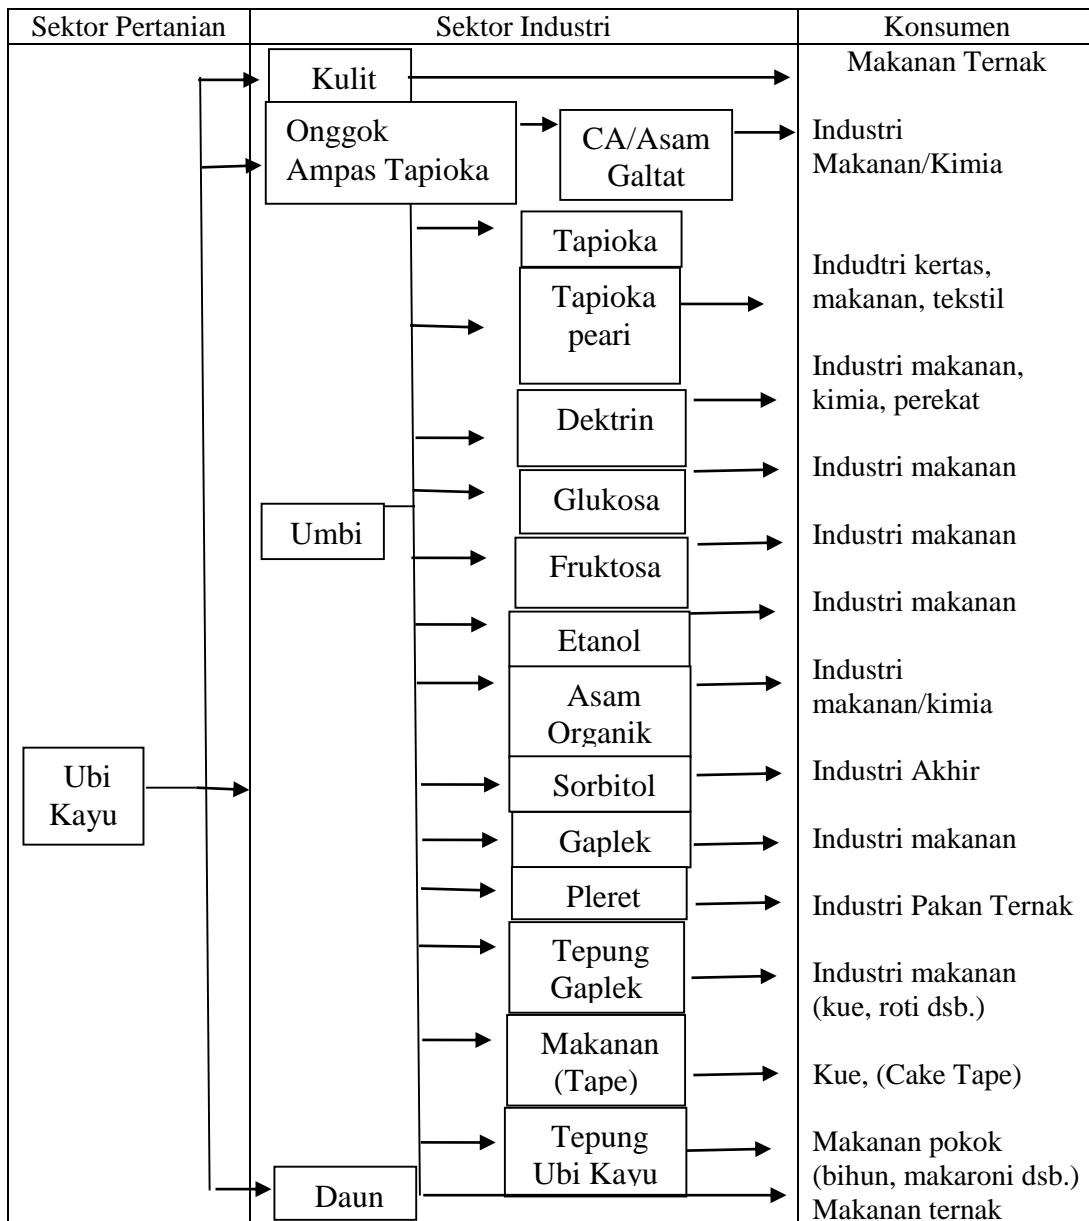 Sektor Pertanian
Sektor Industri
Konsumen
Kulit
Makanan Ternak
Onggok
Ampas Tapioka
CA/Asam
Galtat
Industri
Makanan/Kimia
Tapioka
Tapioka
peari
Indudtri kertas,
makanan, tekstil
Dektrin
Industri makanan,
kimia, perekat
Glukosa
Industri makanan
Umbi
Fruktosa
Industri makanan
Etanol
Industri makanan
Asam
Organik
Industri
makanan/kimia
Ubi
Kayu
Sorbitol
Industri Akhir
Gaplek
Industri makanan
Pleret
Industri Pakan Ternak
Tepung
Gaplek
Industri makanan
(kue, roti dsb.)
Makanan
(Tape)
Kue, (Cake Tape)
Tepung
Ubi Kayu
Makanan pokok
(bihun, makaroni dsb.)
Daun
Makanan ternak